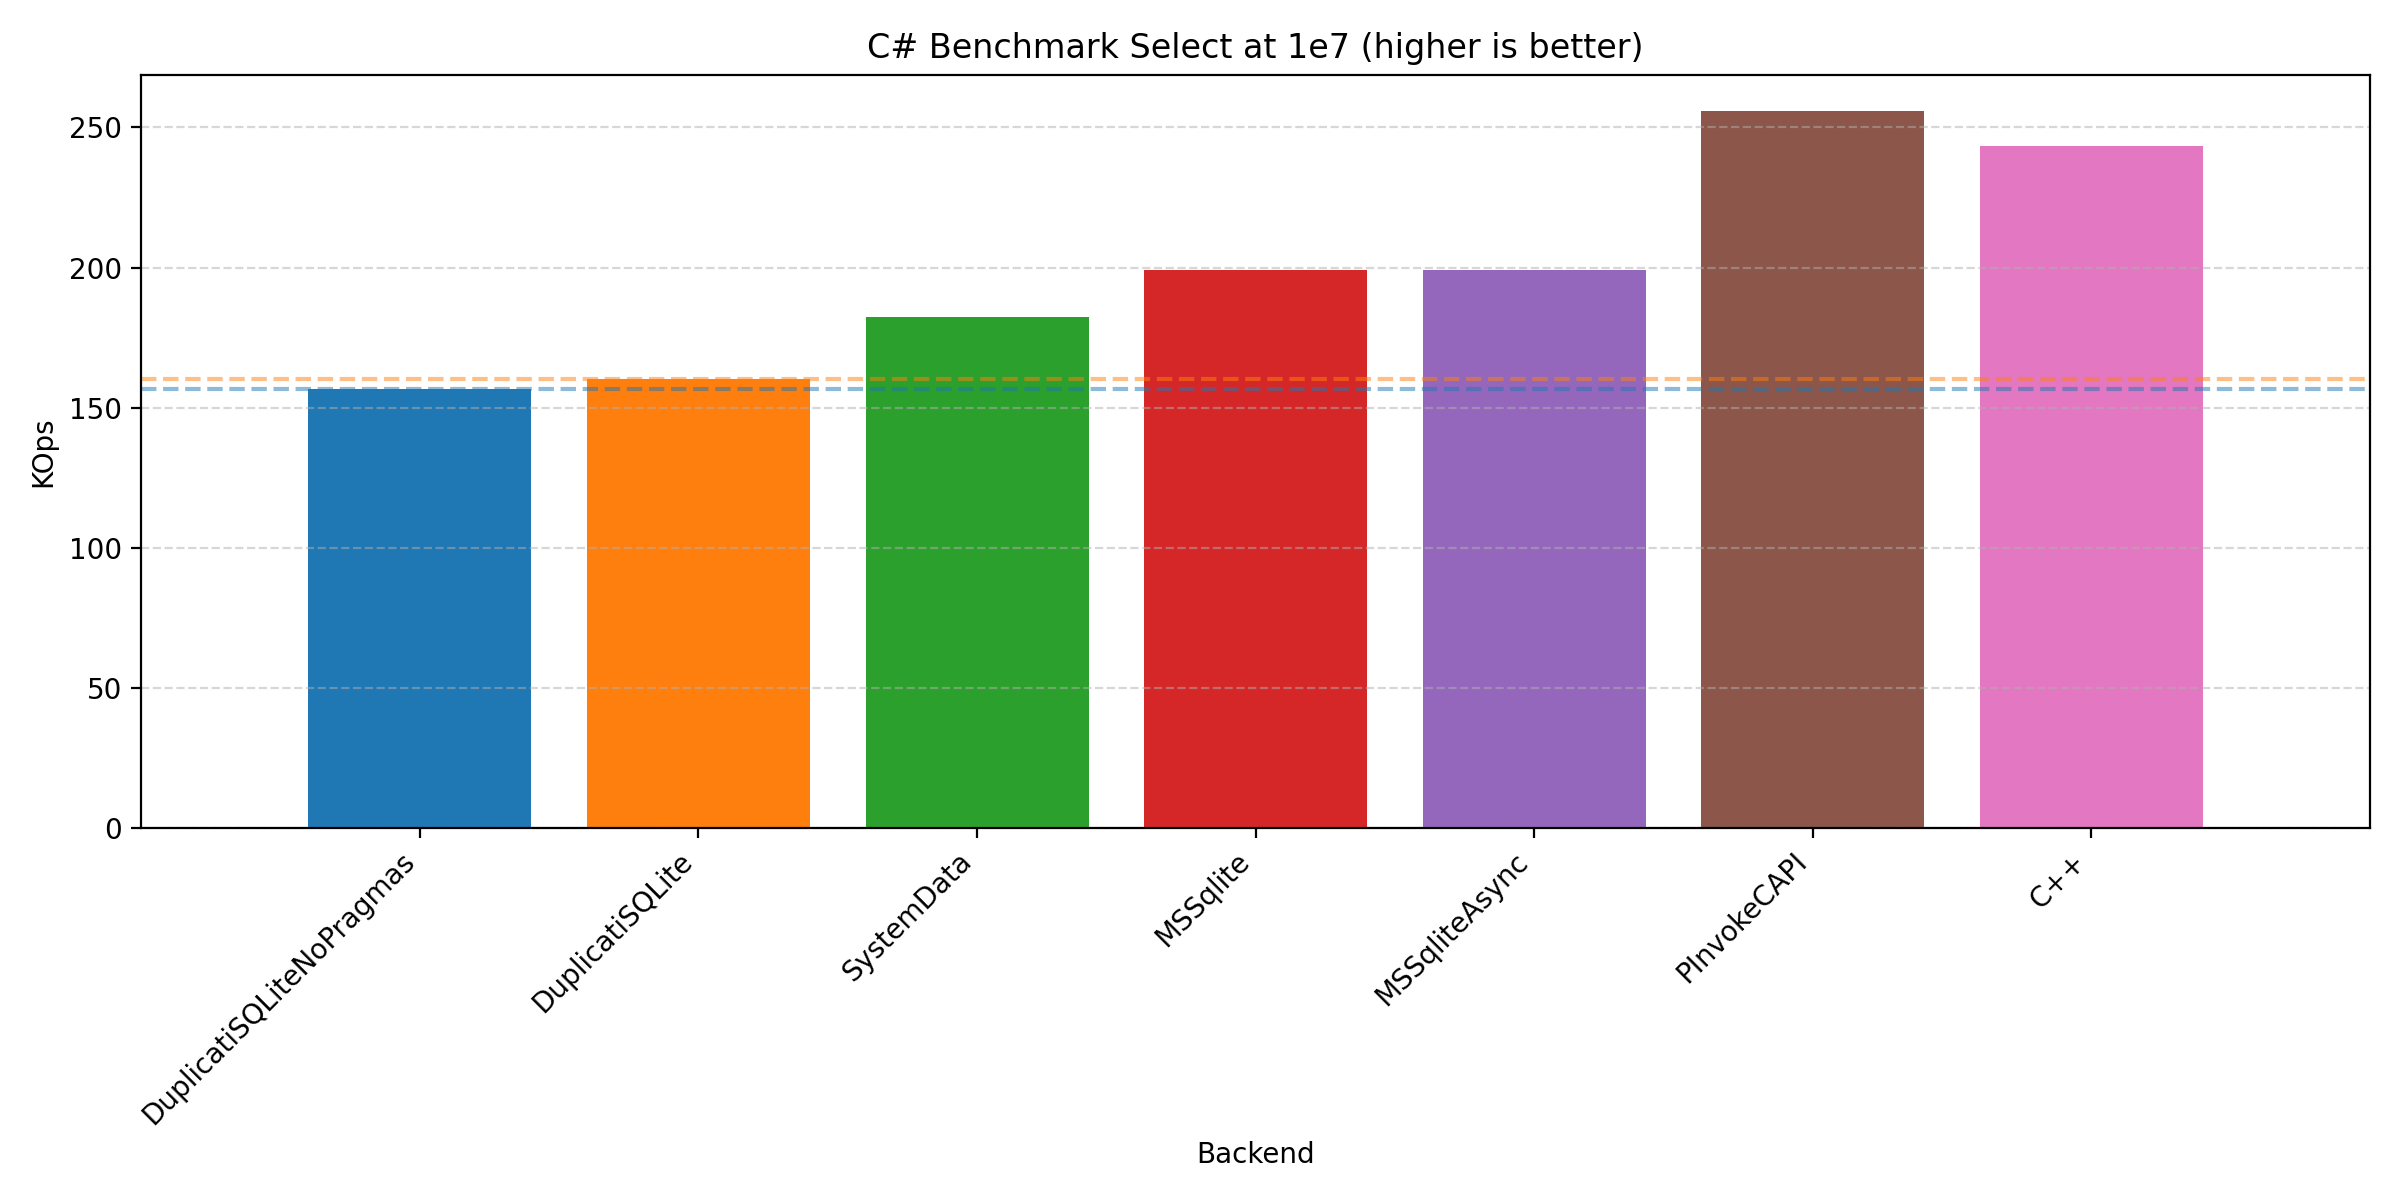 C# Benchmark Select at 1e7 (higher is better)
KOps
250
200
150
100
50
0
DuplicatiSQLiteNoPragmas
DuplicatiSQLite
SystemData
MSSqlite
MSSqliteAsync
PInvokeCAPI
C++
Backend